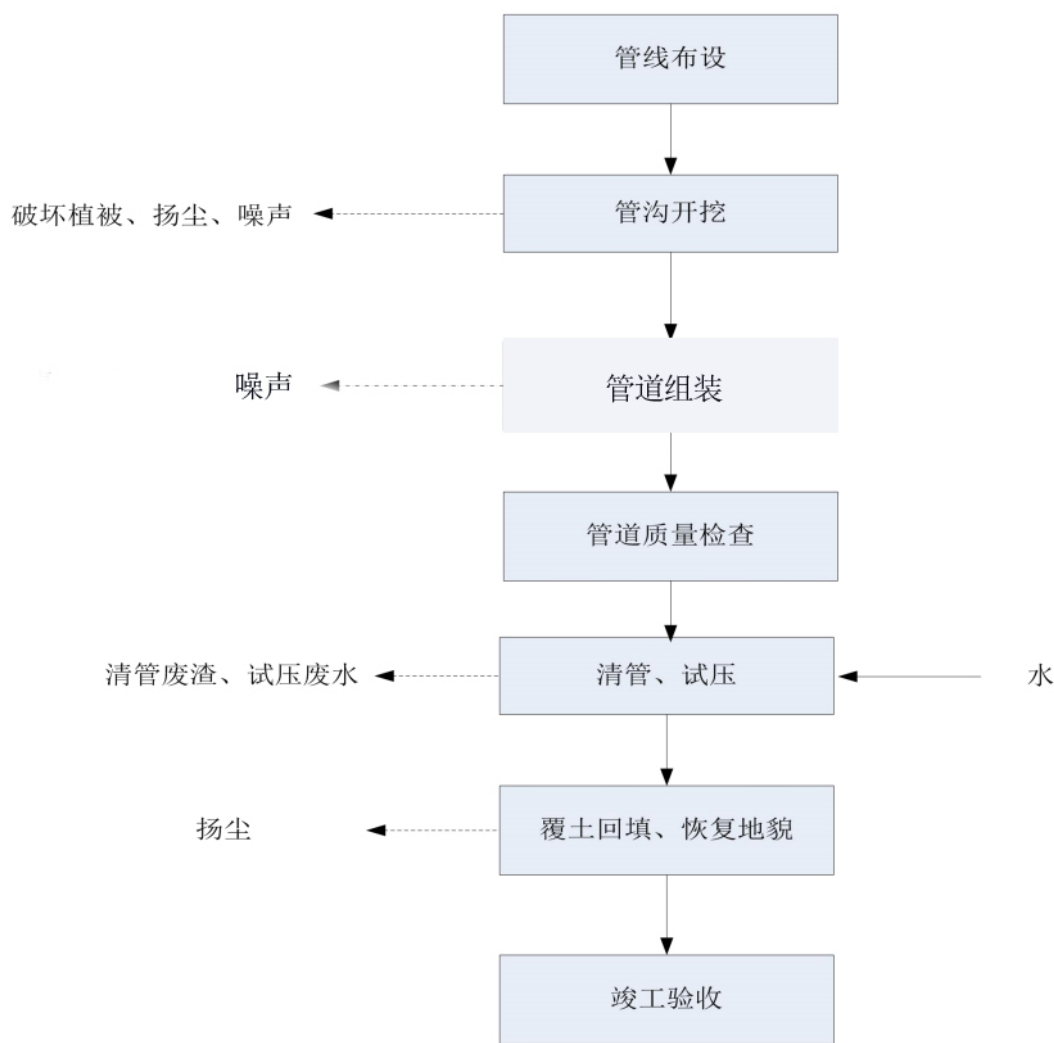 管线布设
破坏植被、扬尘、噪声
管沟开挖
噪声
管道组装
管道质量检查
清管废渣、试压废水
清管、试压
水
扬尘
覆土回填、恢复地貌
竣工验收